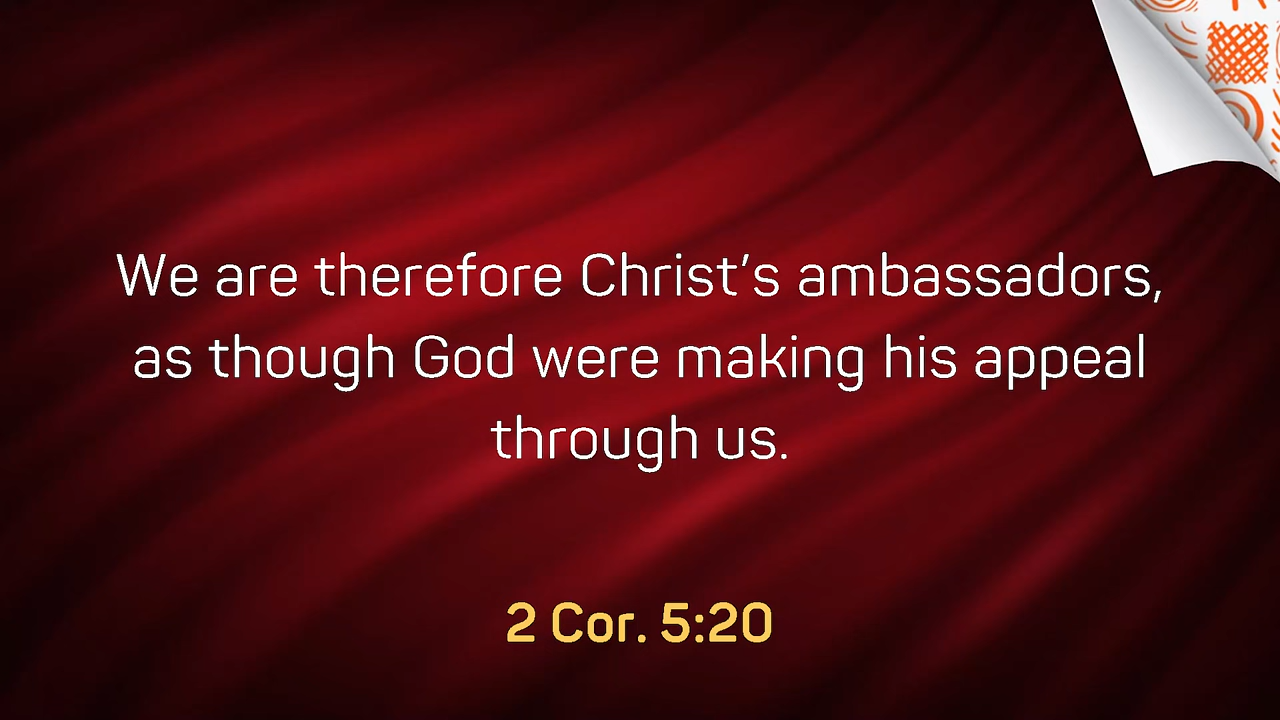 We are therefore Christ's ambassadors,
as though God were making his appeal
through us.
2 Cor. 5:20